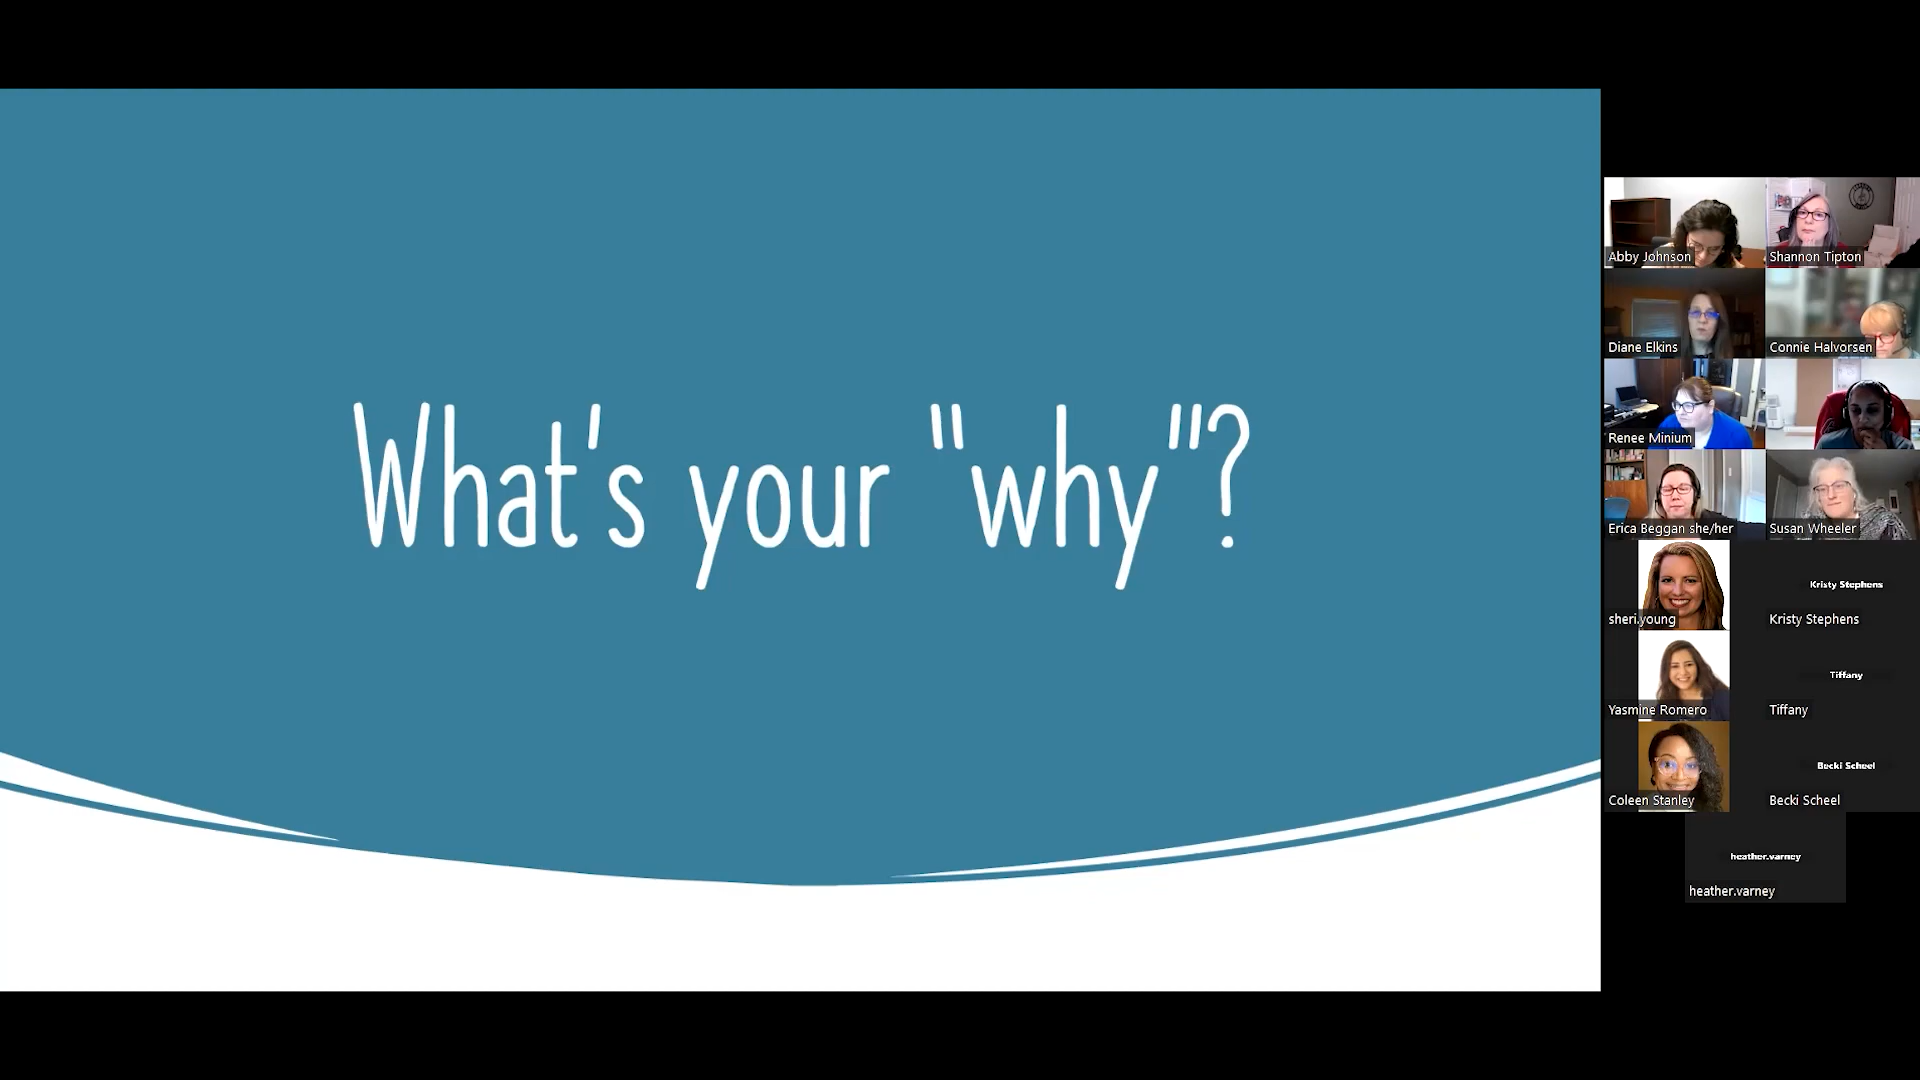 What's your "why"?
Abby Johnson
Shannon Tipton
Diane Elkins
Connie Halvorsen
Renee Minium
Erica Beggan she/her
Susan Wheeler
sheri.young
Kristy Stephens
Kristy Stephens
Yasmine Romero
Tiffany
Tiffany
Coleen Stanley
Becki Scheel
Becki Scheel
heather.varney
heather.varney